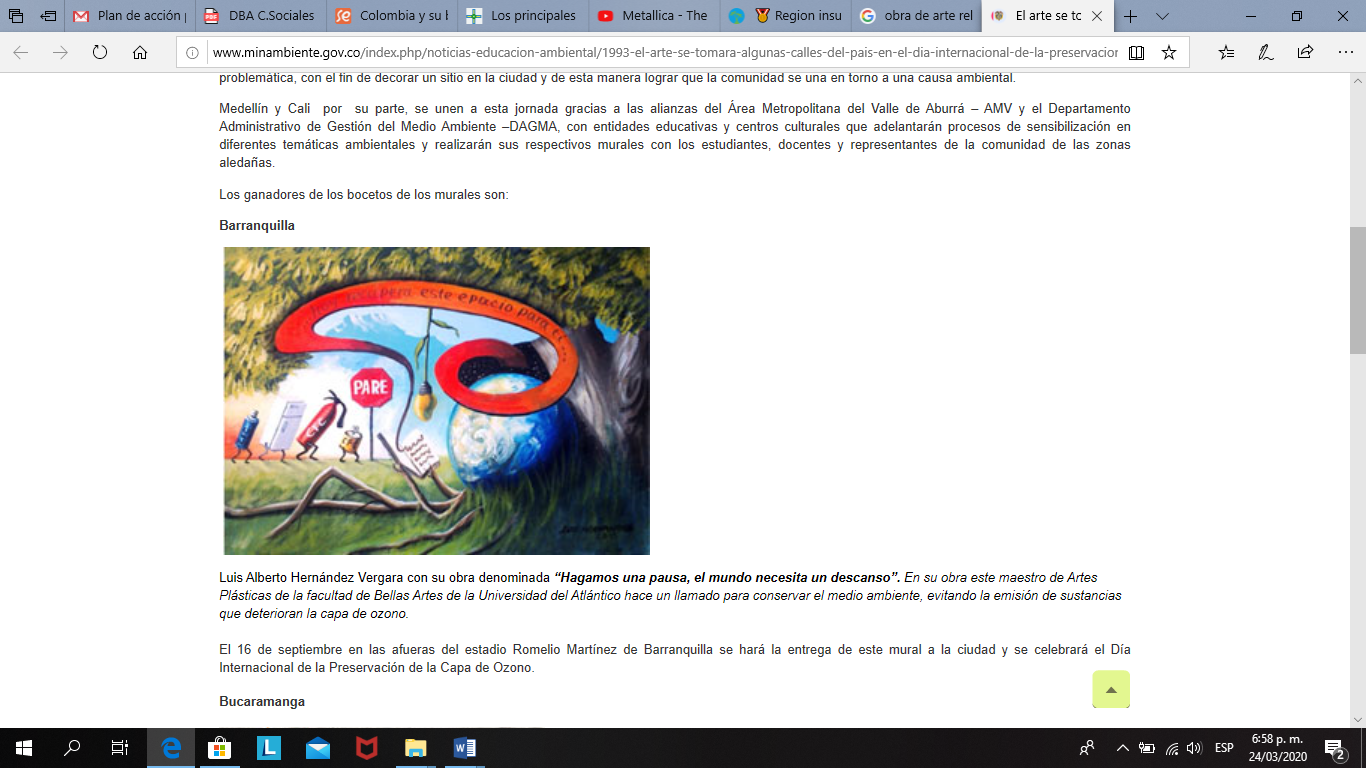 Plan de acción p
DBA C.Sociales
Colombia y su b
Los principales
Metallica - The
Region insu
obra de arte rel
El arte se to
www.minambiente.gov.co/index.php/noticias-educacion-ambiental/1993-el-arte-se-tomara-algunas-calles-del-pais-en-el-dia-internacional-de-la-preservacion
problemática, con el fin de decorar un sitio en la ciudad y de esta manera lograr que la comunidad se una en torno a una causa ambiental.
Medellín y Cali por su parte, se unen a esta jornada gracias a las alianzas del Área Metropolitana del Valle de Aburrá – AMV y el Departamento
Administrativo de Gestión del Medio Ambiente –DAGMA, con entidades educativas y centros culturales que adelantarán procesos de sensibilización en
diferentes temáticas ambientales y realizarán sus respectivos murales con los estudiantes, docentes y representantes de la comunidad de las zonas
aledañas.
Los ganadores de los bocetos de los murales son:
Barranquilla
este epacio para ti...
PARE
CFC
Luis Alberto Hernández Vergara con su obra denominada “Hagamos una pausa, el mundo necesita un descanso”. En su obra este maestro de Artes
Plásticas de la facultad de Bellas Artes de la Universidad del Atlántico hace un llamado para conservar el medio ambiente, evitando la emisión de sustancias
que deterioran la capa de ozono.
El 16 de septiembre en las afueras del estadio Romelio Martínez de Barranquilla se hará la entrega de este mural a la ciudad y se celebrará el Día
Internacional de la Preservación de la Capa de Ozono.
Bucaramanga
ESP
6:58 p. m.
24/03/2020
2